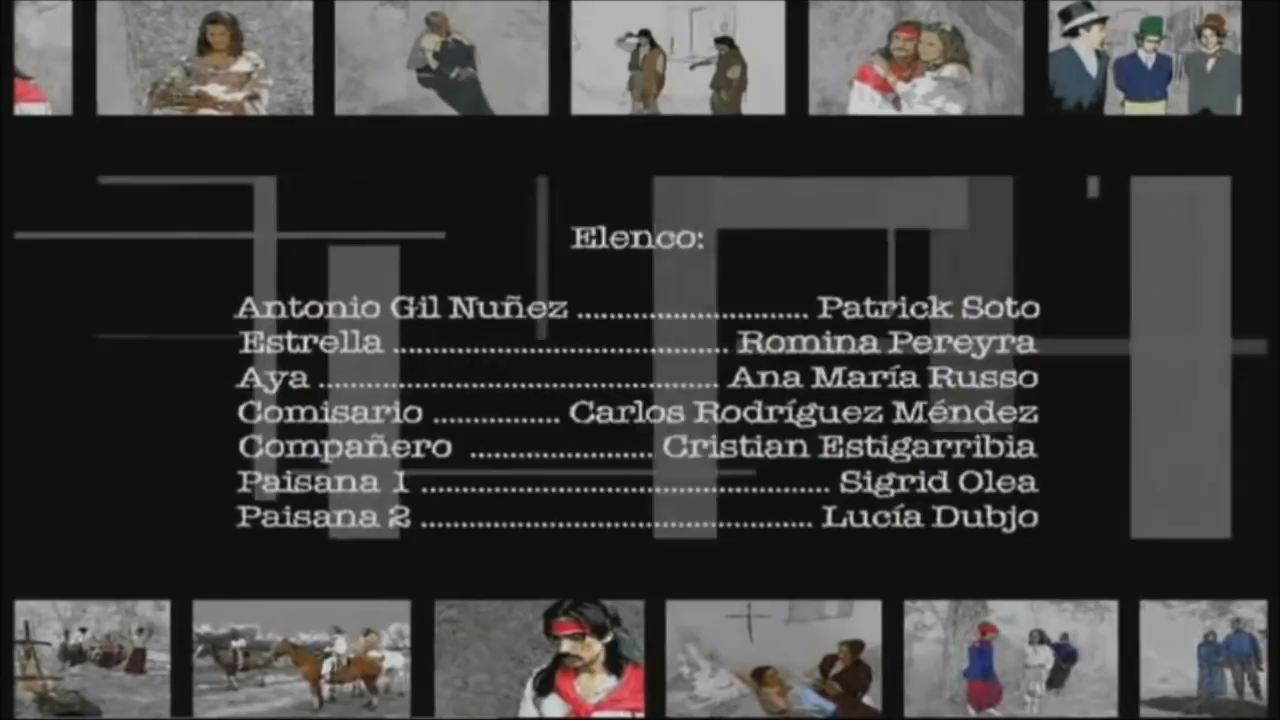 Elenco:
Antonio Gil Nuñez ............................ Patrick Soto
Estrella ................................................ Romina Pereyra
Aya ......................................................... Ana María Russo
Comisario .................. Carlos Rodríguez Méndez
Compañero .......................... Cristian Estigarribia
Paisana 1 .......................................................... Sigrid Olea
Paisana 2 ........................................................ Lucía Dubjo